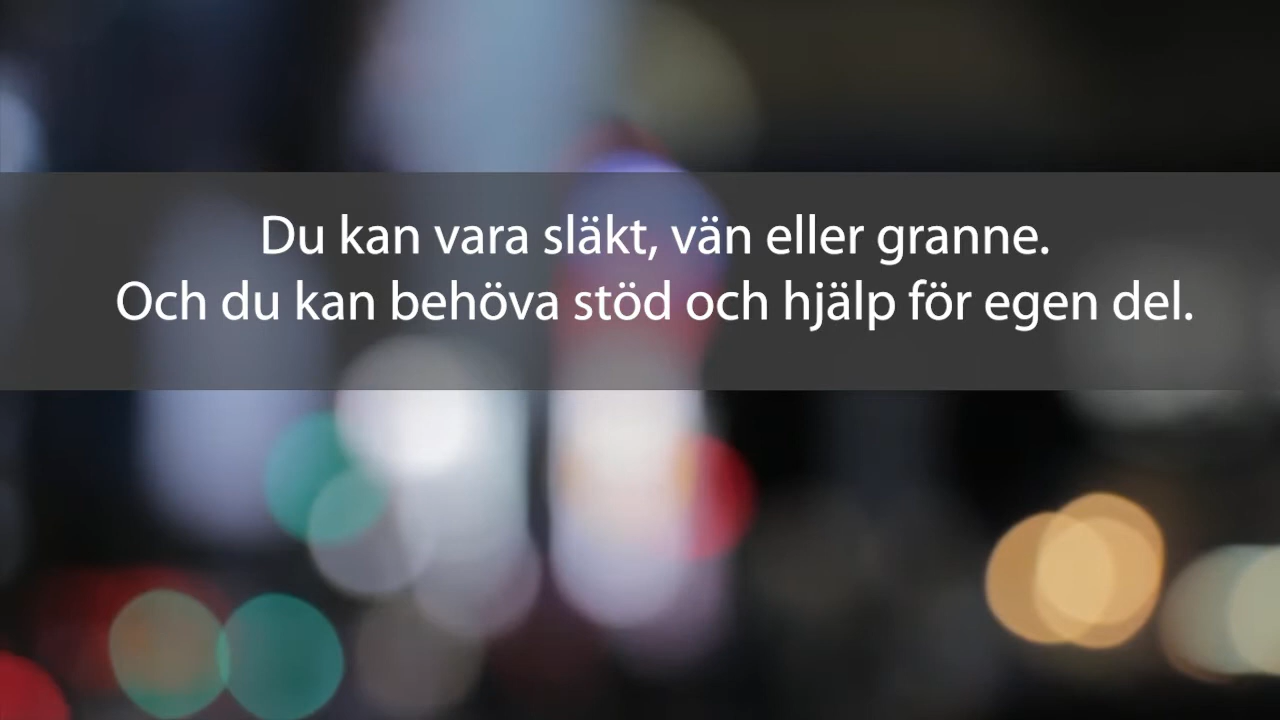 Du kan vara släkt, vän eller granne.
Och du kan behöva stöd och hjälp för egen del.